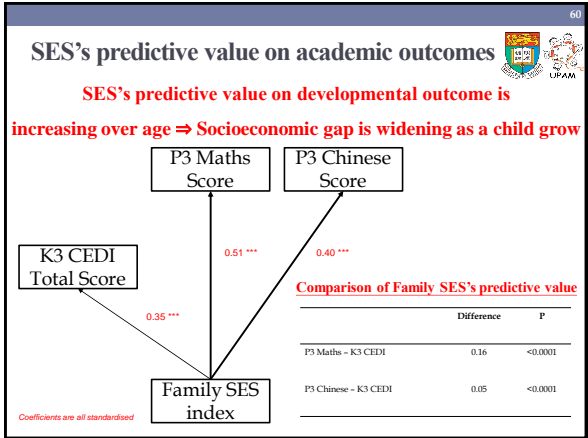 60
SES's predictive value on academic outcomes
UPAM
SES's predictive value on developmental outcome is
increasing over age ⇒ Socioeconomic gap is widening as a child grow
P3 Maths
Score
P3 Chinese
Score
K3 CEDI
Total Score
0.51 ***
0.40 ***
0.35 ***
Comparison of Family SES's predictive value
Difference P
P3 Maths – K3 CEDI 0.16 <0.0001
P3 Chinese – K3 CEDI 0.05 <0.0001
Family SES
index
Coefficients are all standardised